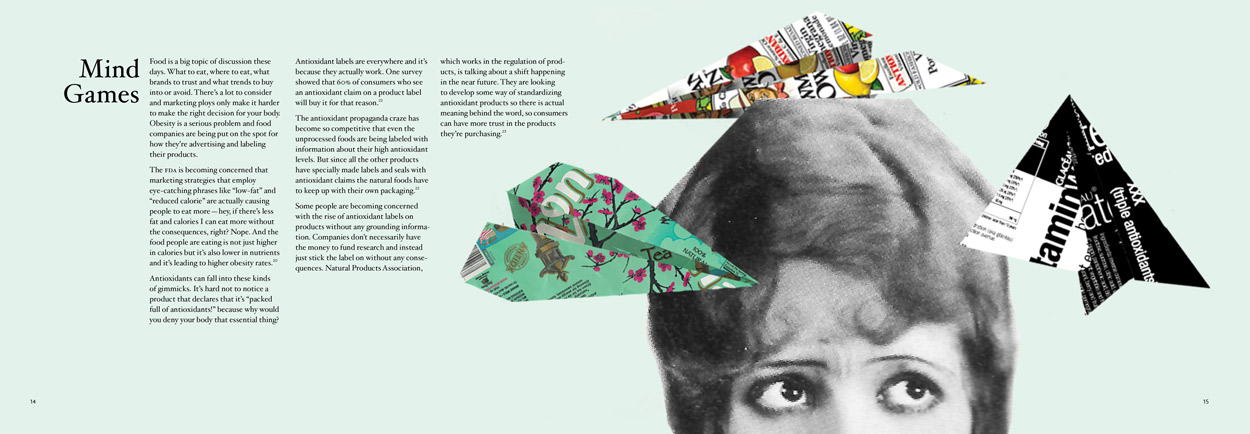 Mind
Games
Food is a big topic of discussion these
days. What to eat, where to eat, what
brands to trust and what trends to buy
into or avoid. There's a lot to consider
and marketing ploys only make it harder
to make the right decision for your body.
Obesity is a serious problem and food
companies are being put on the spot for
how they're advertising and labeling
their products.
The FDA is becoming concerned that
marketing strategies that employ
eye-catching phrases like "low-fat" and
"reduced calorie" are actually causing
people to eat more—hey, if there's less
fat and calories I can eat more without
the consequences, right? Nope. And the
food people are eating is not just higher
in calories but it's also lower in nutrients
and it's leading to higher obesity rates.20
Antioxidants can fall into these kinds
of gimmicks. It's hard not to notice a
product that declares that it's "packed
full of antioxidants!" because why would
you deny your body that essential thing?
Antioxidant labels are everywhere and it's
because they actually work. One survey
showed that 60% of consumers who see
an antioxidant claim on a product label
will buy it for that reason.21
The antioxidant propaganda craze has
become so competitive that even the
unprocessed foods are being labeled with
information about their high antioxidant
levels. But since all the other products
have specially made labels and seals with
antioxidant claims the natural foods have
to keep up with their own packaging.22
Some people are becoming concerned
with the rise of antioxidant labels on
products without any grounding informa-
tion. Companies don't necessarily have
the money to fund research and instead
just stick the label on without any conse-
quences. Natural Products Association,
which works in the regulation of prod-
ucts, is talking about a shift happening
in the near future. They are looking
to develop some way of standardizing
antioxidant products so there is actual
meaning behind the word, so consumers
can have more trust in the products
they're purchasing.23
100%
NATURAL
Tea
lamin
at
ed
XXX
(triple antioxidants
14
15